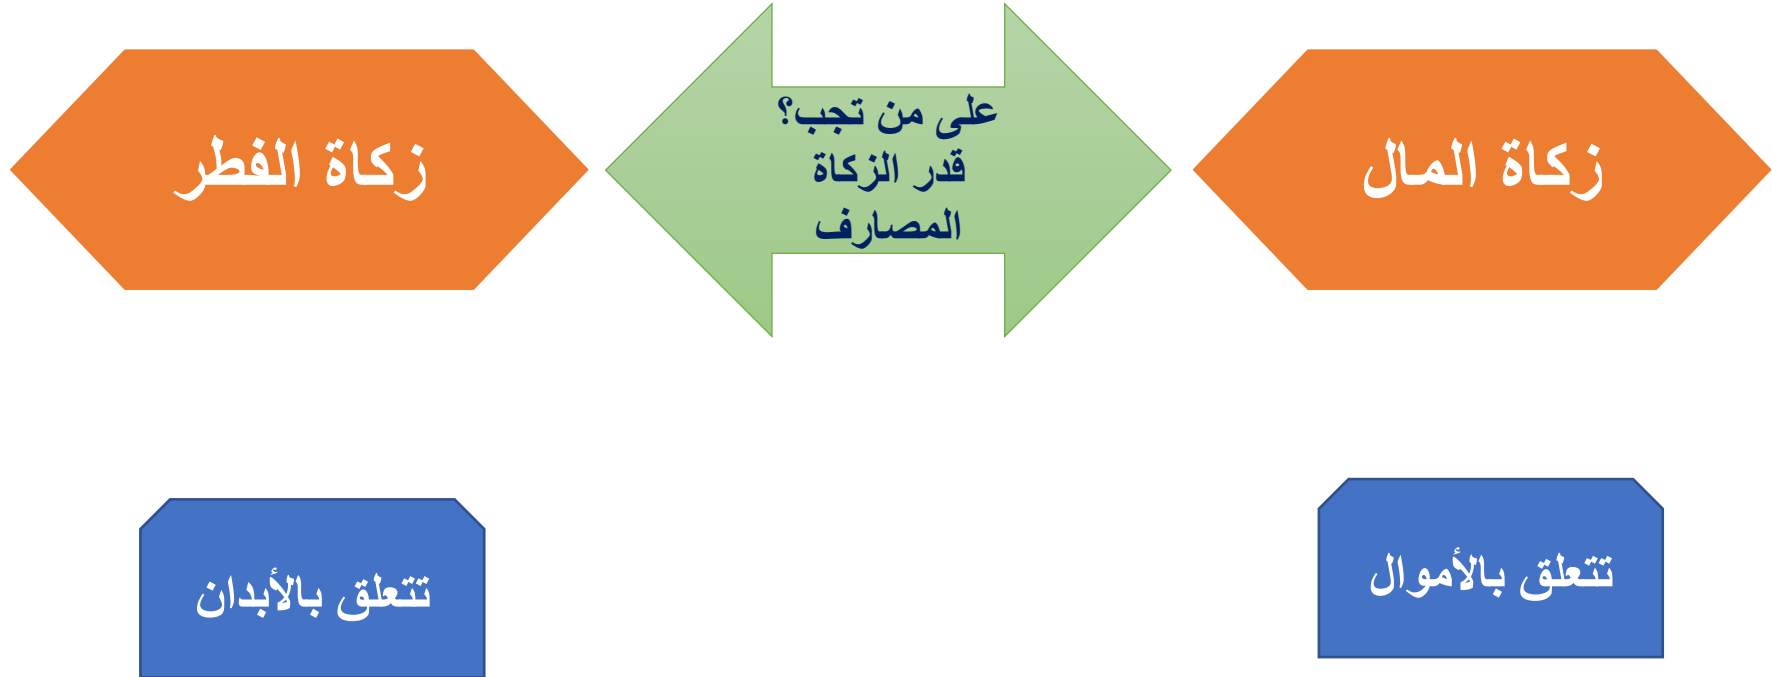 زكاة المال
على من تجب؟
قدر الزكاة
المصارف
زكاة الفطر
تتعلق بالأموال
تتعلق بالأبدان